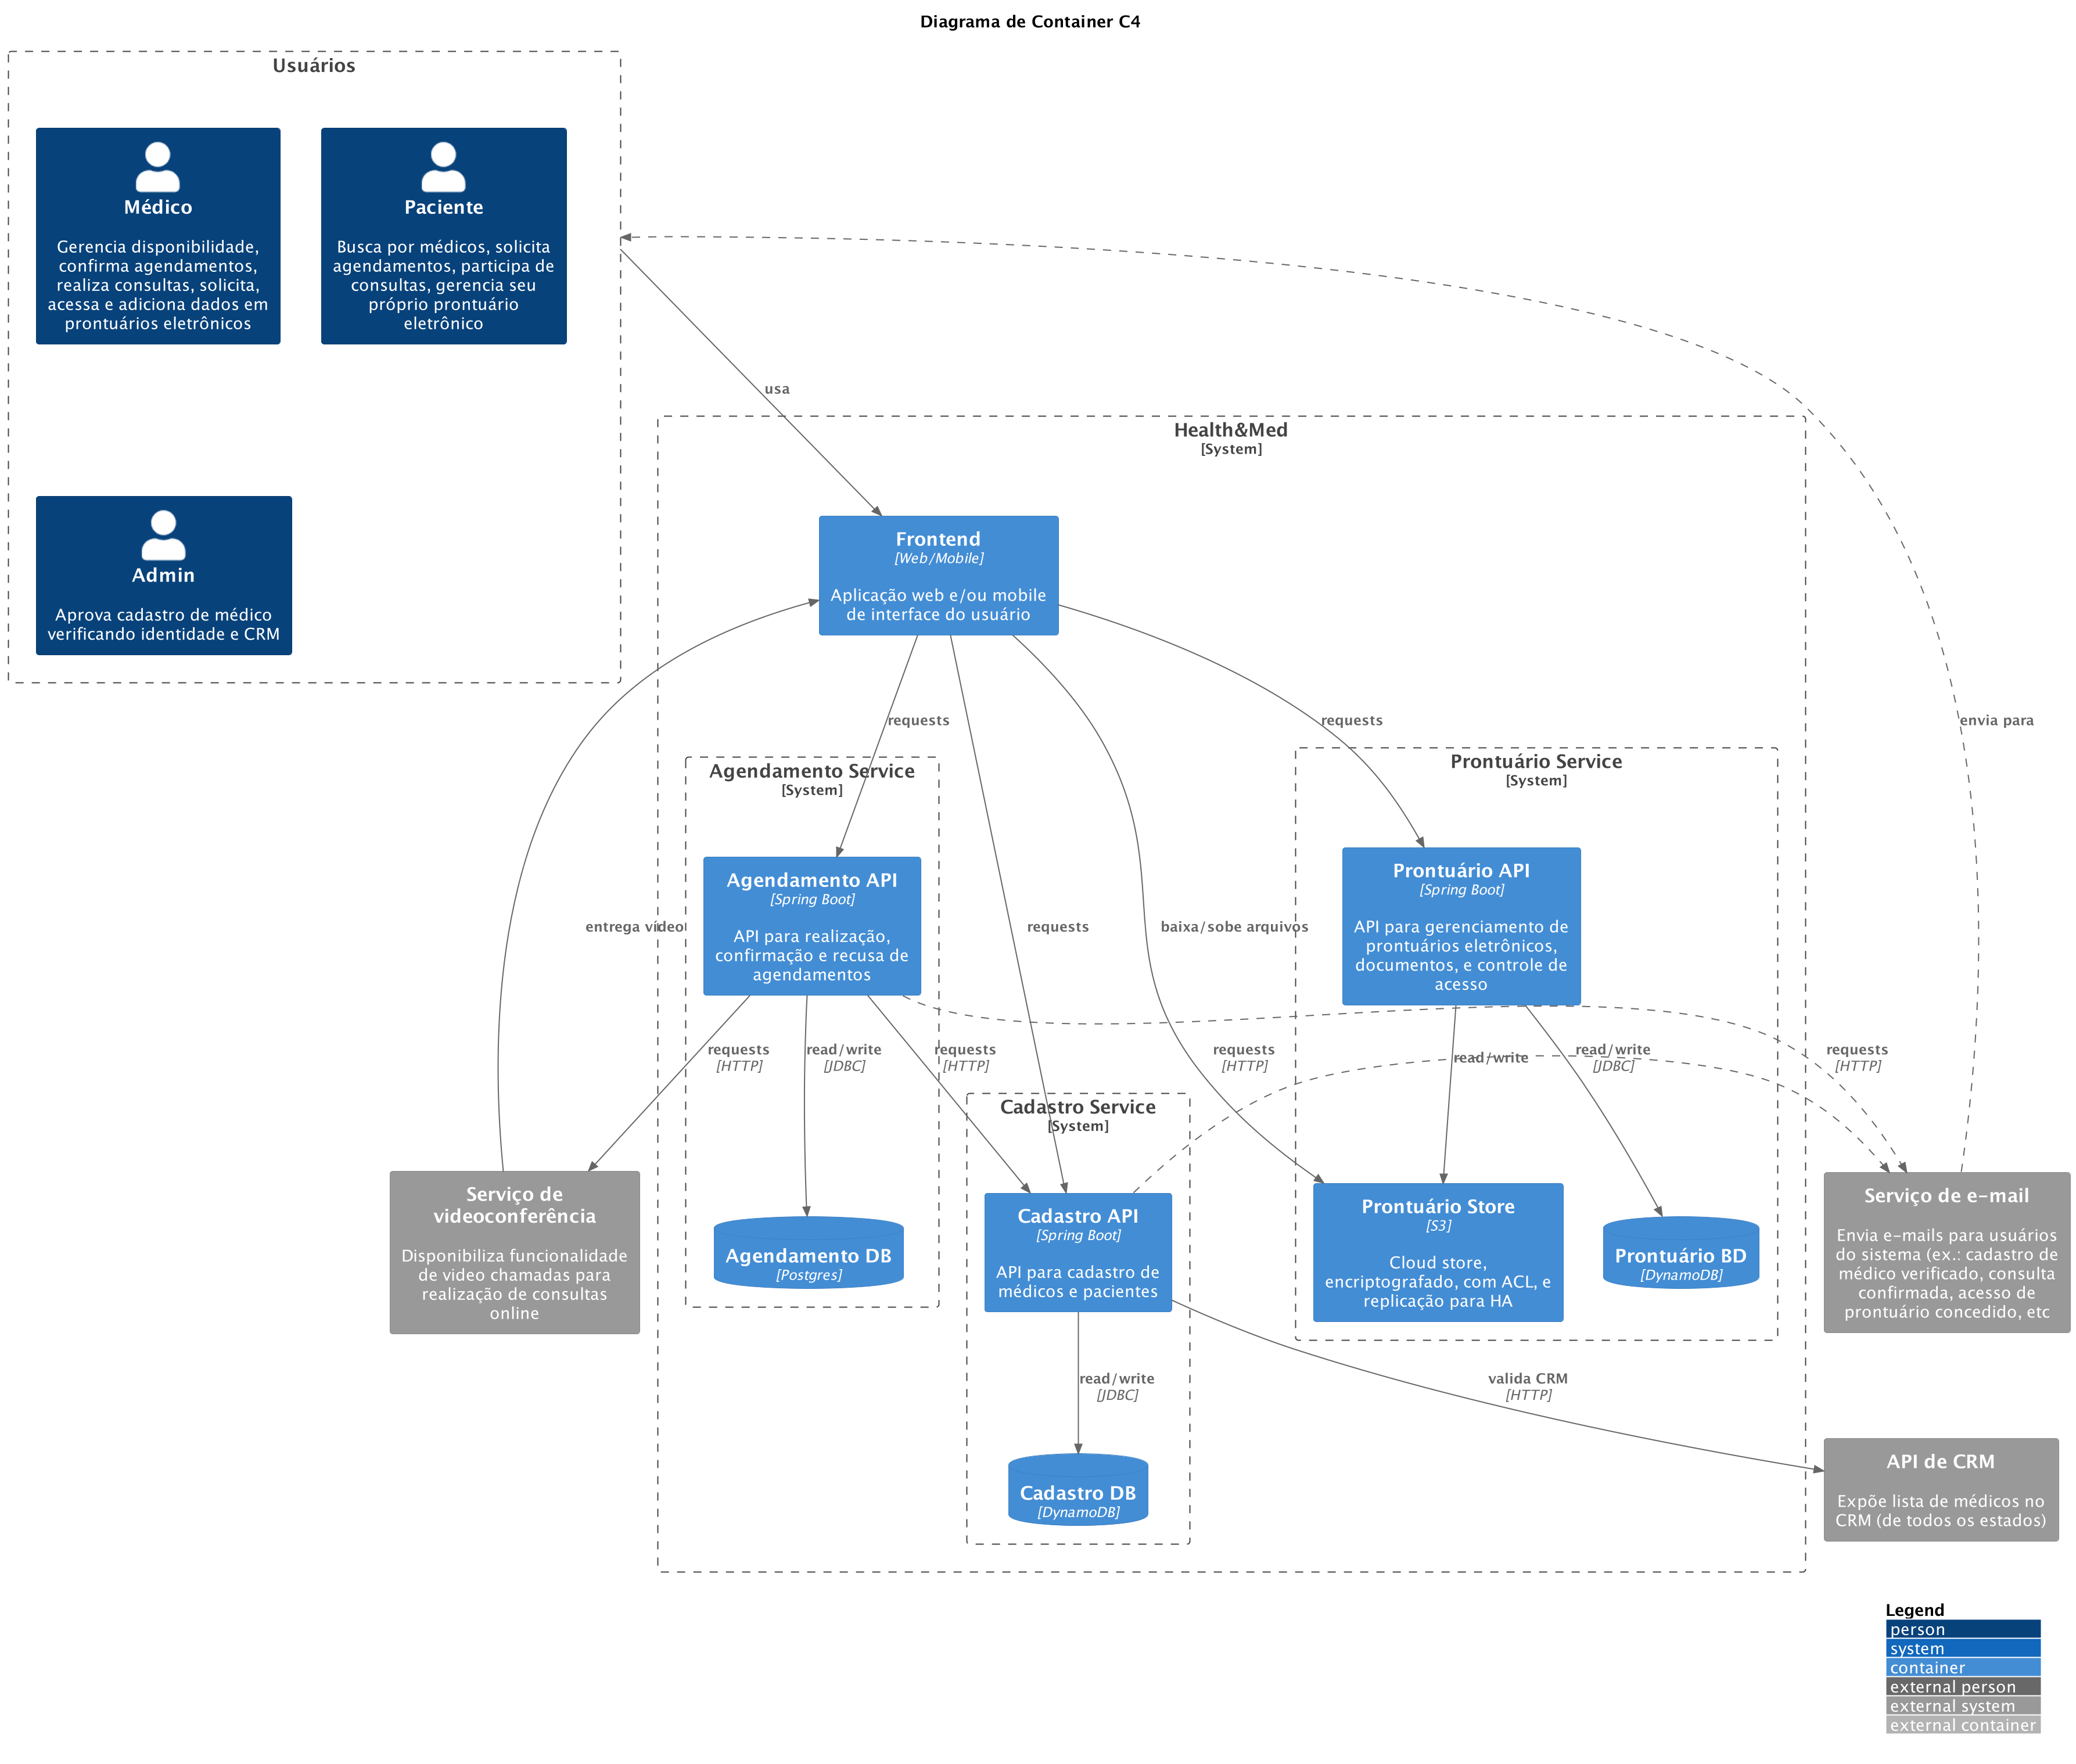 Diagrama de Container C4
Usuários
Médico
Gerencia disponibilidade,
confirma agendamentos,
realiza consultas, solicita,
acessa e adiciona dados em
prontuários eletrônicos
Paciente
Busca por médicos, solicita
agendamentos, participa de
consultas, gerencia seu
próprio prontuário
eletrônico
Admin
Aprova cadastro de médico
verificando identidade e CRM
usa
Health&Med
[System]
Frontend
[Web/Mobile]
Aplicação web e/ou mobile
de interface do usuário
requests
requests
envia para
Agendamento Service
[System]
Agendamento API
[Spring Boot]
API para realização,
confirmação e recusa de
agendamentos
Prontuário Service
[System]
Prontuário API
[Spring Boot]
API para gerenciamento de
prontuários eletrônicos,
documentos, e controle de
acesso
entrega vídeo
requests
baixa/sobe arquivos
requests
[HTTP]
read/write
[JDBC]
requests
[HTTP]
requests
[HTTP]
read/write
read/write
[JDBC]
requests
[HTTP]
Cadastro Service
[System]
Serviço de
videoconferência
Disponibiliza funcionalidade
de video chamadas para
realização de consultas
online
Agendamento DB
[Postgres]
Cadastro API
[Spring Boot]
API para cadastro de
médicos e pacientes
Prontuário Store
[S3]
Cloud store,
encriptografado, com ACL, e
replicação para HA
Prontuário BD
[DynamoDB]
Serviço de e-mail
Envia e-mails para usuários
do sistema (ex.: cadastro de
médico verificado, consulta
confirmada, acesso de
prontuário concedido, etc
read/write
[JDBC]
valida CRM
[HTTP]
Cadastro DB
[DynamoDB]
API de CRM
Expõe lista de médicos no
CRM (de todos os estados)
Legend
person
system
container
external person
external system
external container